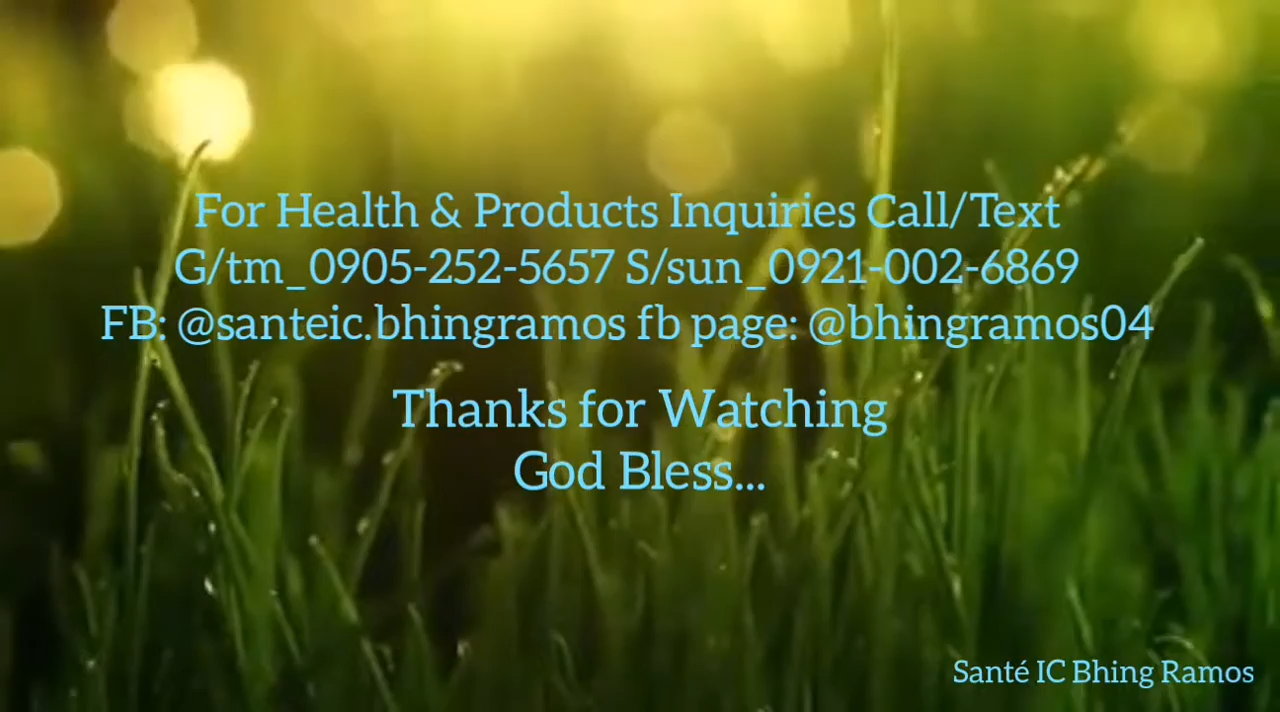 For Health & Products Inquiries Call/Text
G/tm_0905-252-5657 S/sun_0921-002-6869
FB: @santeic.bhingramos fb page: @bhingramos04
Thanks for Watching
God Bless...
Santé IC Bhing Ramos